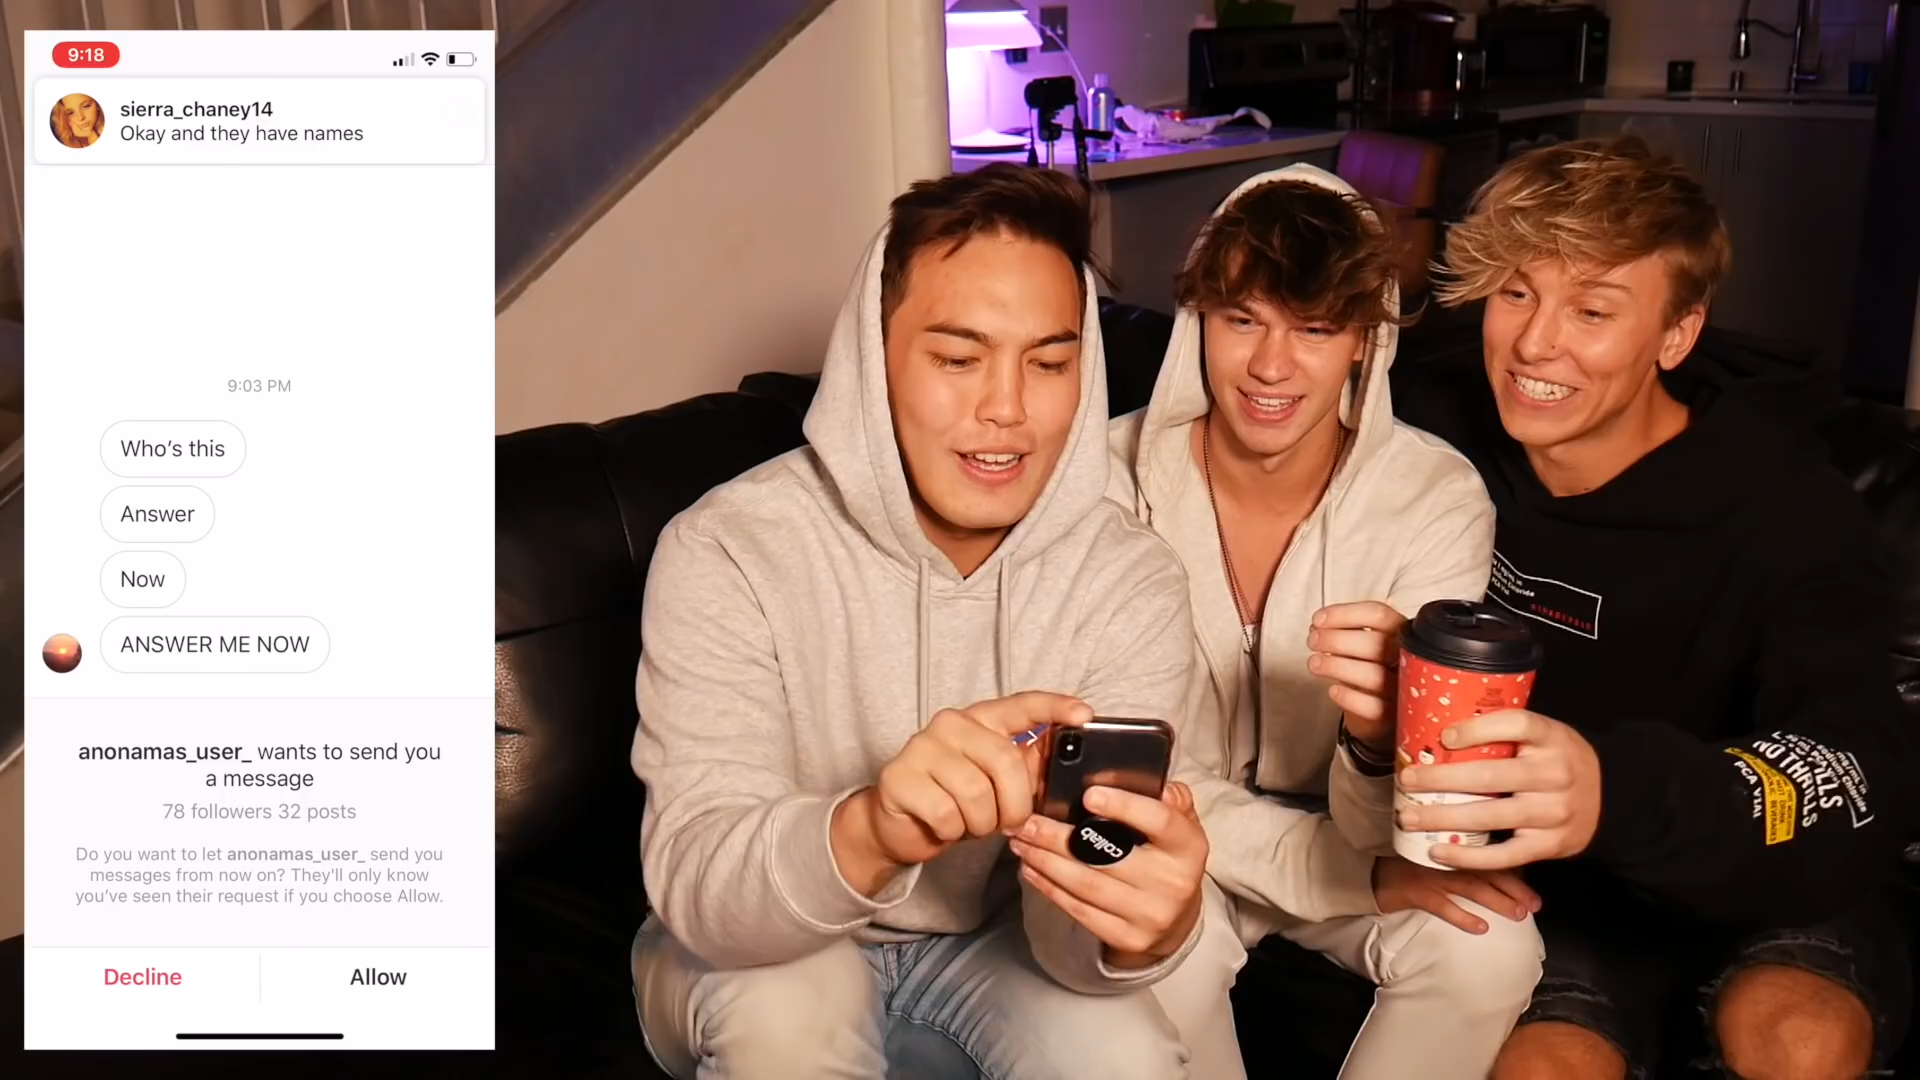 9:18
sierra_chaney14
Okay and they have names
9:03 PM
Who's this
Answer
Now
ANSWER ME NOW
anonamas_user_ wants to send you
a message
78 followers 32 posts
Do you want to let anonamas_user_ send you
messages from now on? They'll only know
you've seen their request if you choose Allow.
Decline
Allow
collab
NO THRILLS
PCA VIAL